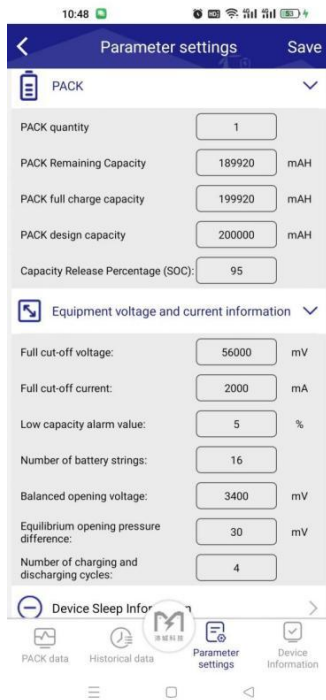 10:48
Parameter settings
Save
PACK
PACK quantity
1
PACK Remaining Capacity
189920
mAH
PACK full charge capacity
199920
mAH
PACK design capacity
200000
mAH
Capacity Release Percentage (SOC):
95
Equipment voltage and current information
Full cut-off voltage:
56000
mV
Full cut-off current:
2000
mA
Low capacity alarm value:
5
%
Number of battery strings:
16
Balanced opening voltage:
3400
mV
Equilibrium opening pressure
difference:
30
mV
Number of charging and
discharging cycles:
4
Device Sleep
PACK data
Historical data
Parameter
settings
Device
Information